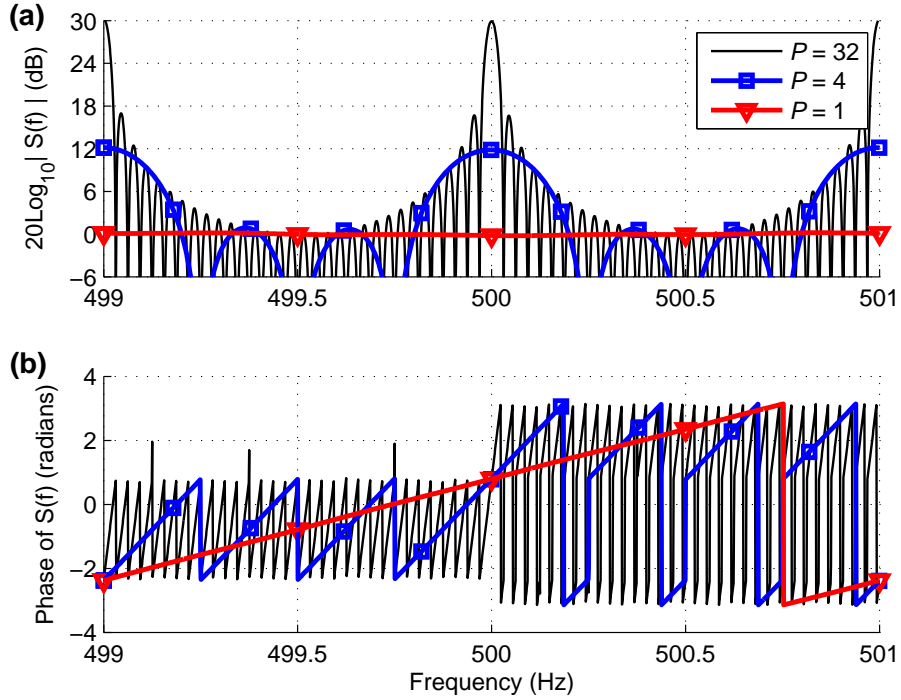 (a)
20Log10| S(f) | (dB)
30
24
18
12
6
0
−6
P = 32
P = 4
P = 1
499
499.5
500
500.5
501
(b)
Phase of S(f) (radians)
4
2
0
−2
−4
499
499.5
500
500.5
501
Frequency (Hz)